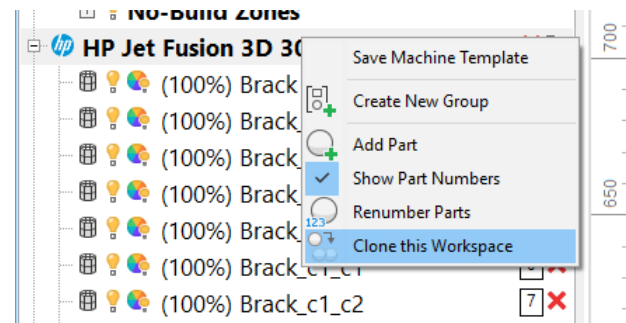 No-Build Zones
HP Jet Fusion 3D 30
Save Machine Template
(100%) Brack
Create New Group
(100%) Brack_
Add Part
(100%) Brack_
Show Part Numbers
(100%) Brack_
Renumber Parts
123
(100%) Brack_
Clone this Workspace
(100%) Brack_c1_c1
(100%) Brack_c1_c2
7
700
650